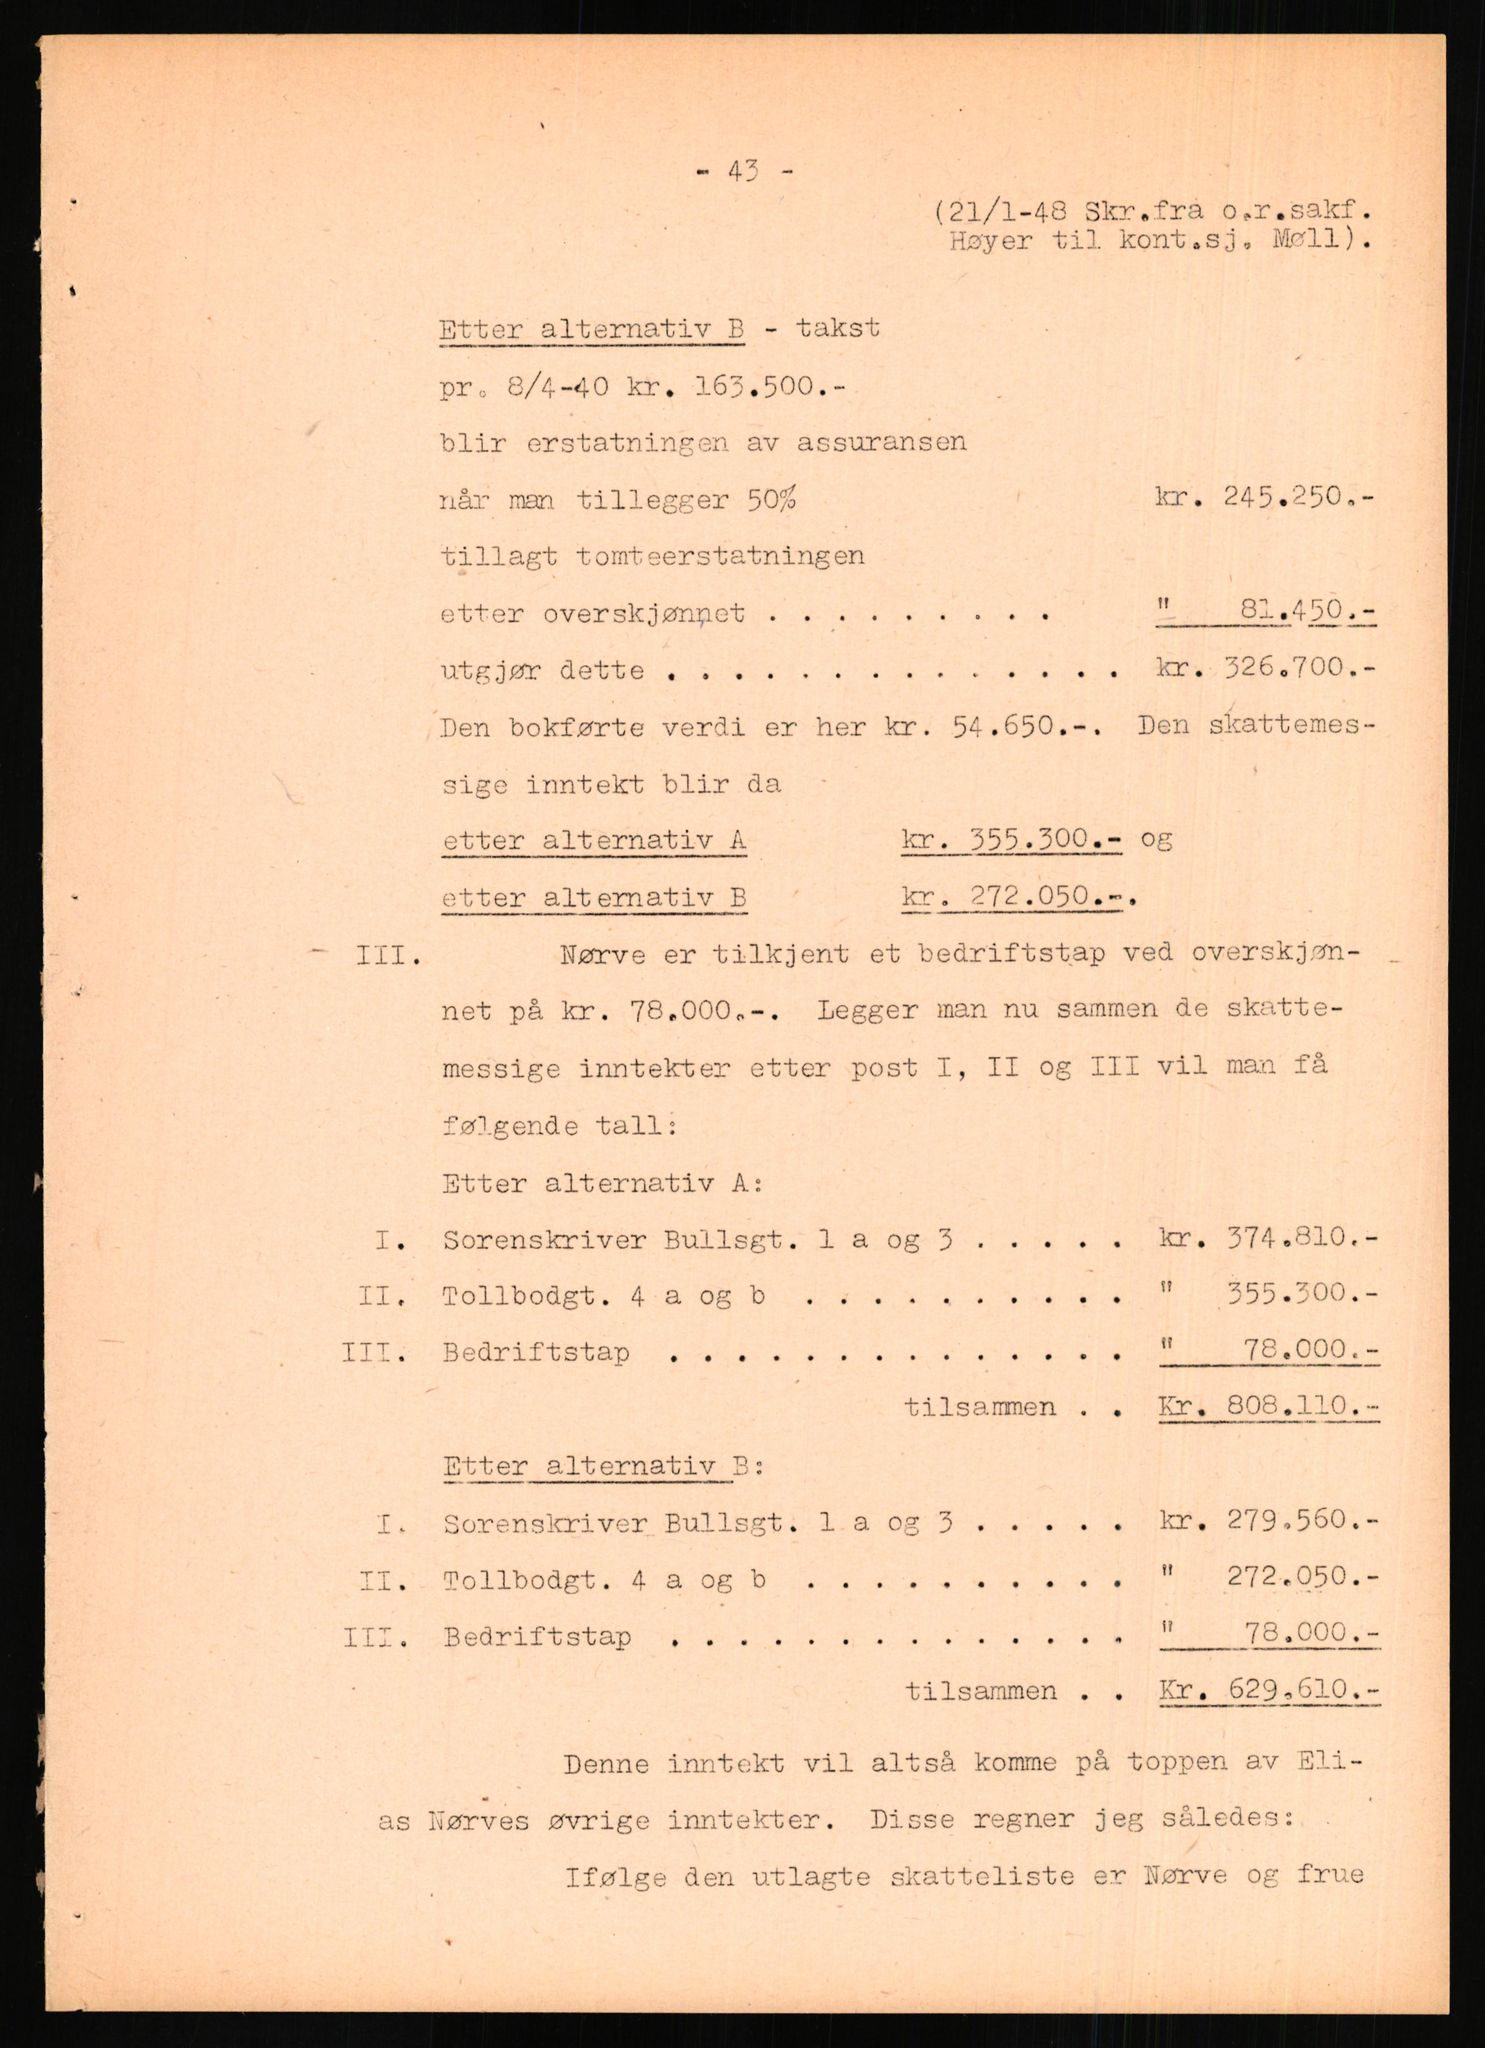 - 43 -
(21/1-48 Skr.fra o.r.sakf.
Høyer til kont.sj. Møll).
Etter alternativ B - takst
pr. 8/4-40 kr. 163.500.-
blir erstatningen av assuransen
når man tillegger 50% kr. 245.250.-
tillagt tomteerstatningen
etter overskjønnet . . . . . . . . . " 81.450.-
utgjør dette . . . . . . . . . . . . . . kr. 326.700.-
Den bokførte verdi er her kr. 54.650.-. Den skattemes-
sige inntekt blir da
etter alternativ A kr. 355.300.- og
etter alternativ B kr. 272.050.-.
III. Nørve er tilkjent et bedriftstap ved overskjøn-
net på kr. 78.000.-. Legger man nu sammen de skatte-
messige inntekter etter post I, II og III vil man få
følgende tall:
Etter alternativ A:
I. Sorenskriver Bullsgt. 1 a og 3 . . . . . kr. 374.810.-
II. Tollbodgt. 4 a og b . . . . . . . . . . " 355.300.-
III. Bedriftstap . . . . . . . . . . . . . . " 78.000.-
tilsammen . . Kr. 808.110.-
Etter alternativ B:
I. Sorenskriver Bullsgt. 1 a og 3 . . . . . kr. 279.560.-
II. Tollbodgt. 4 a og b . . . . . . . . . . " 272.050.-
III. Bedriftstap . . . . . . . . . . . . . . " 78.000.-
tilsammen . . Kr. 629.610.-
Denne inntekt vil altså komme på toppen av Eli-
as Nørves øvrige inntekter. Disse regner jeg således:
Ifølge den utlagte skatteliste er Nørve og frue